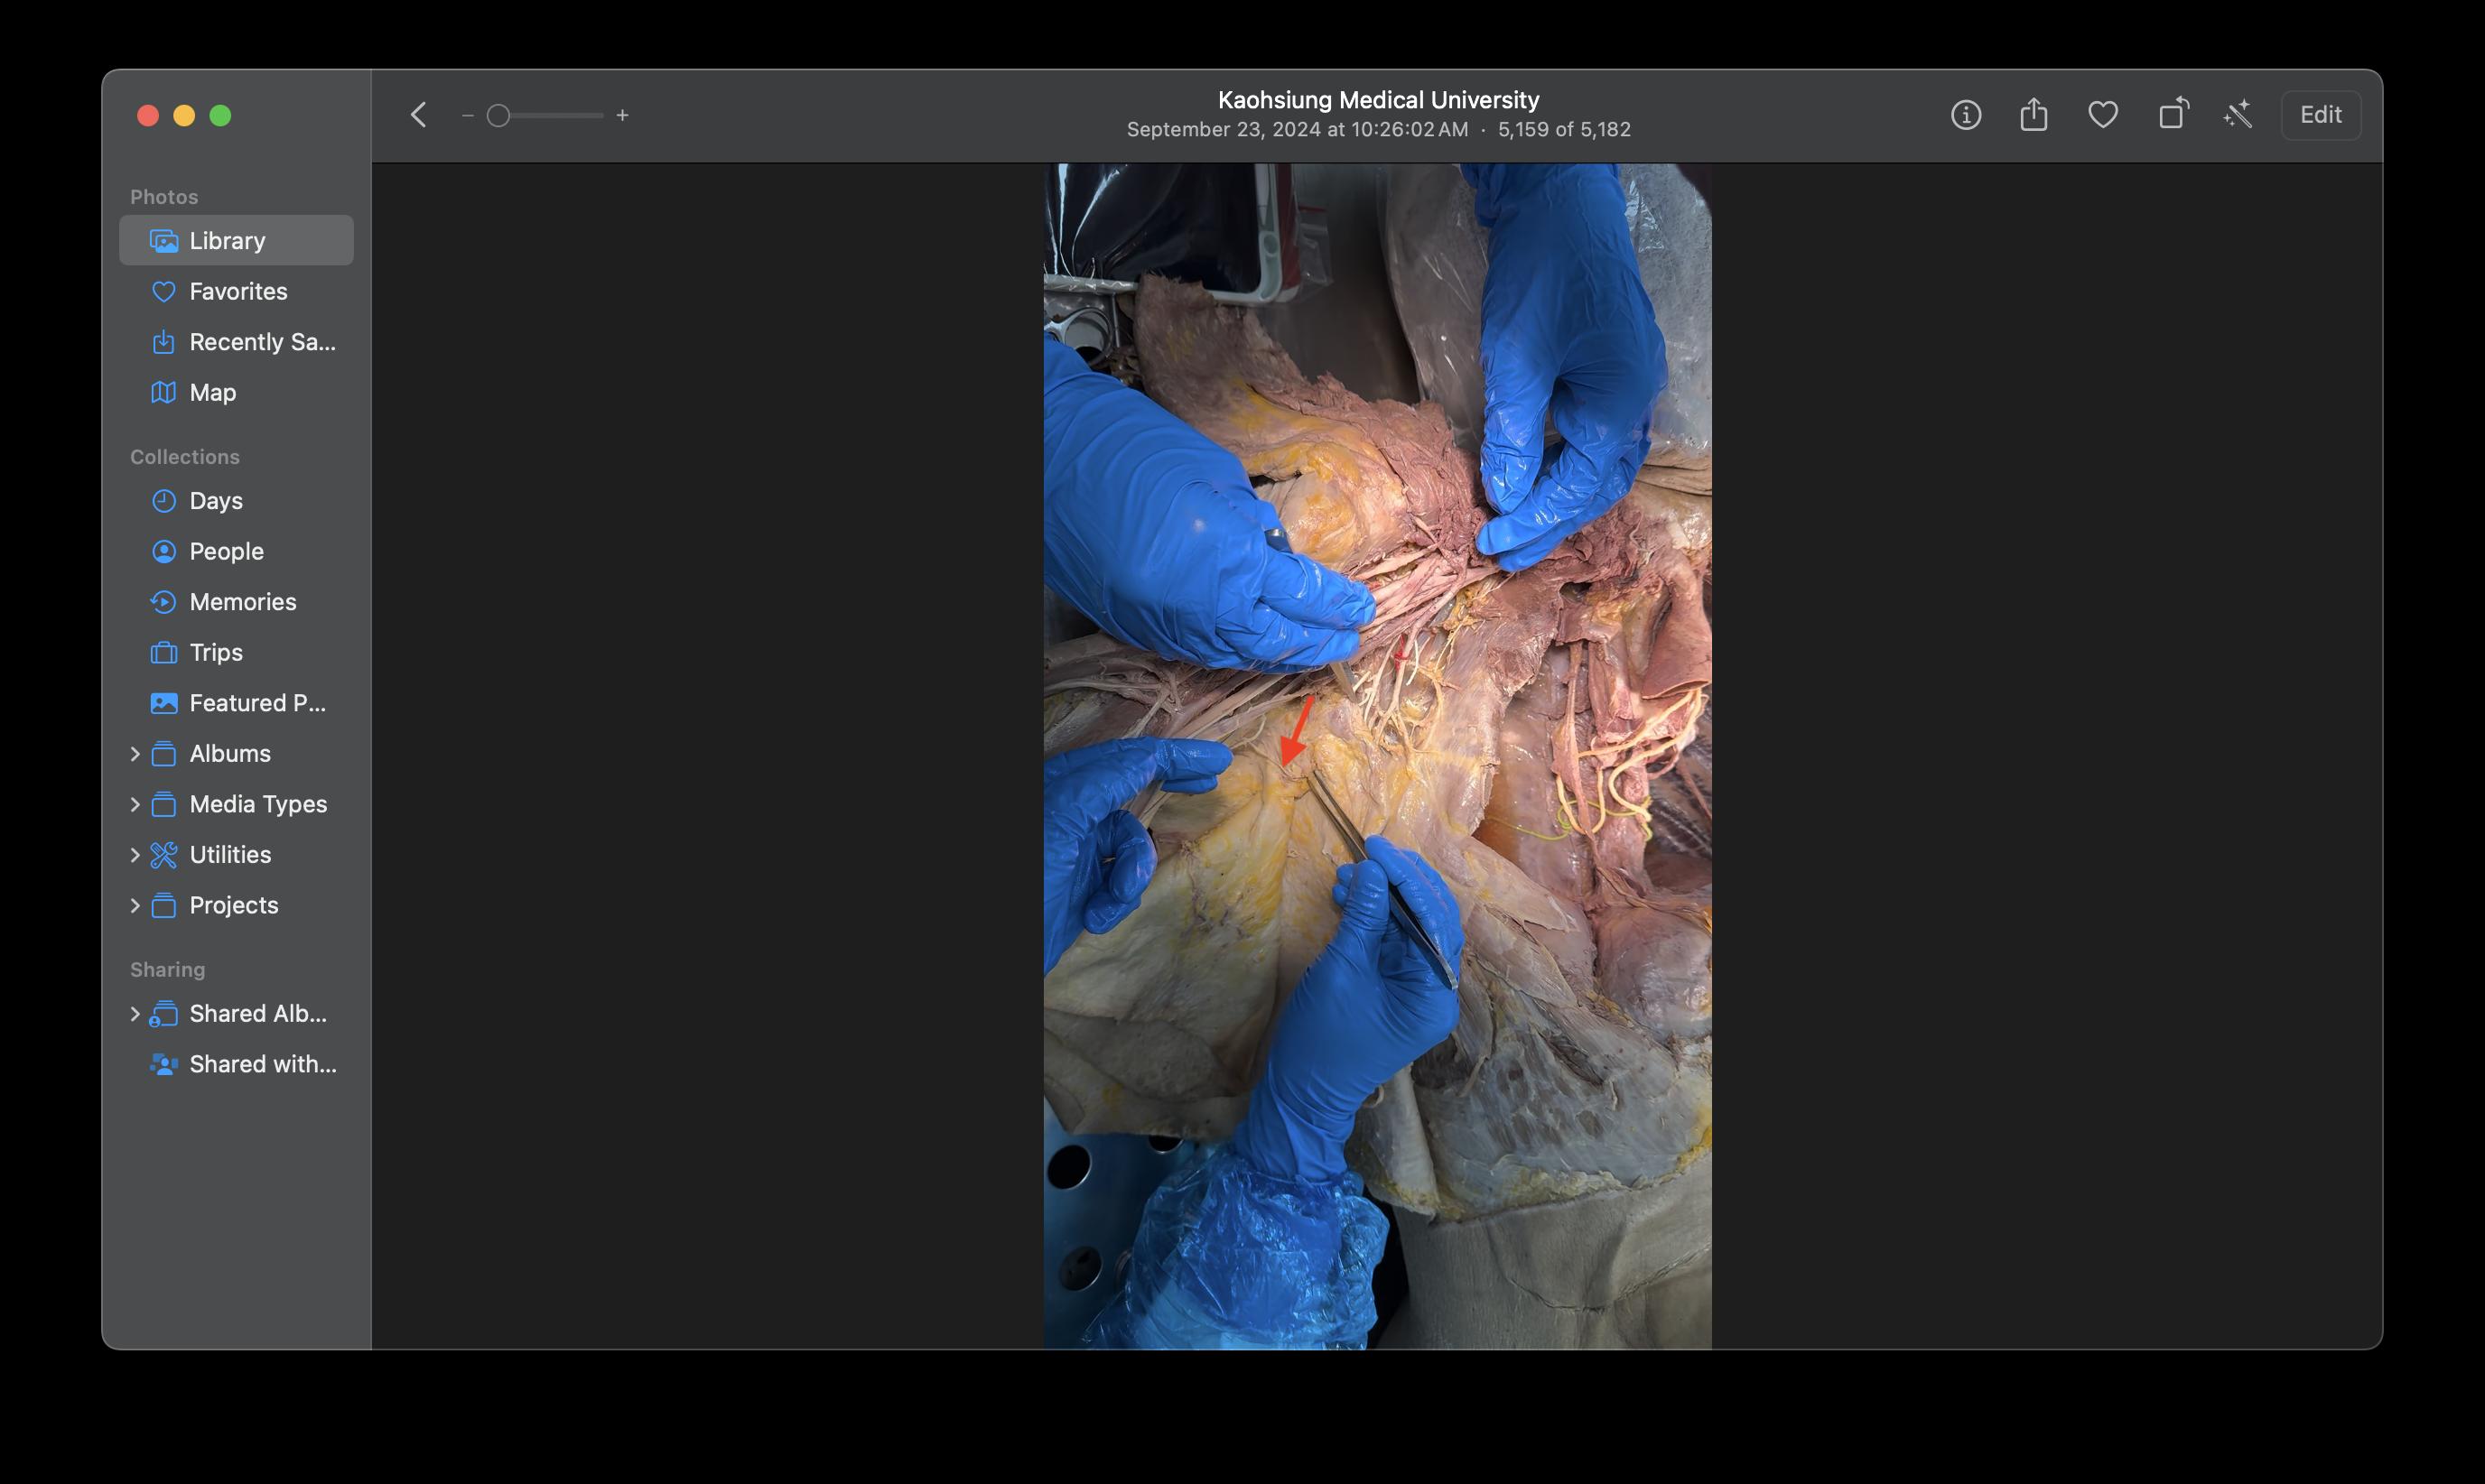 Kaohsiung Medical University
September 23, 2024 at 10:26:02 AM · 5,159 of 5,182
Edit
Photos
Library
Favorites
Recently Sa...
Map
Collections
Days
People
Memories
Trips
Featured P...
Albums
Media Types
Utilities
Projects
Sharing
Shared Alb...
Shared with...